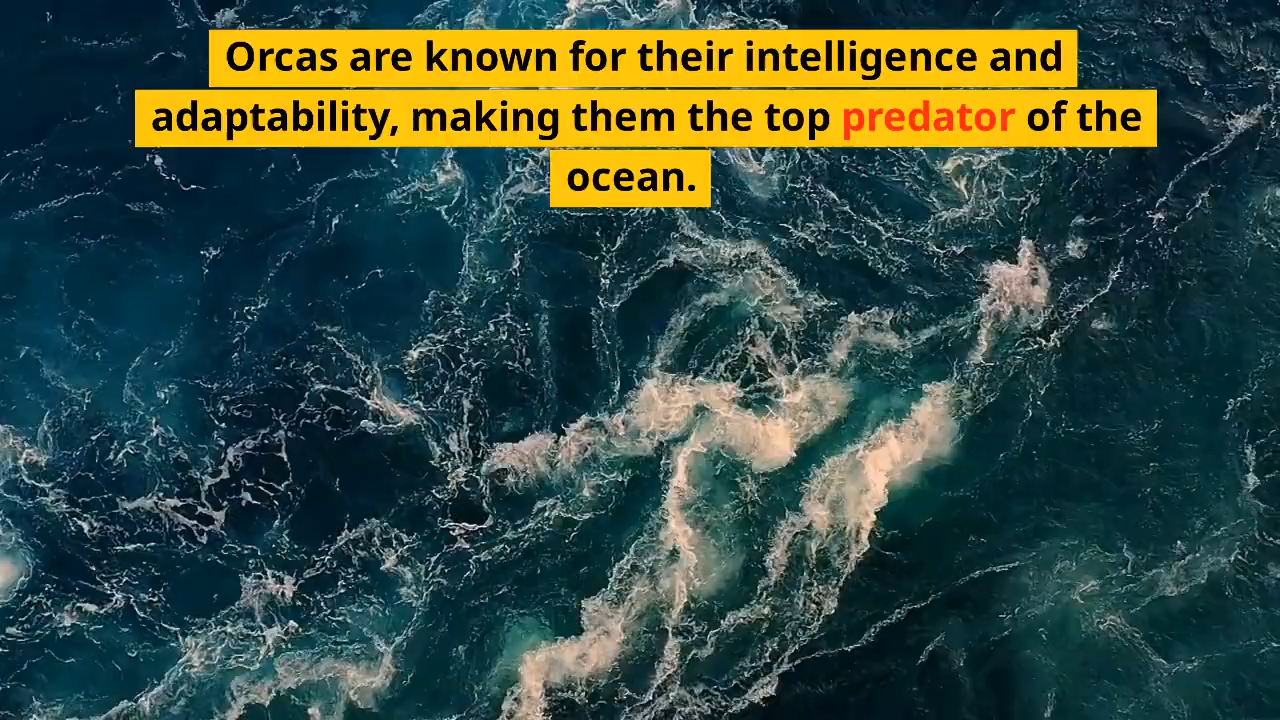 Orcas are known for their intelligence and
adaptability, making them the top predator of the
ocean.